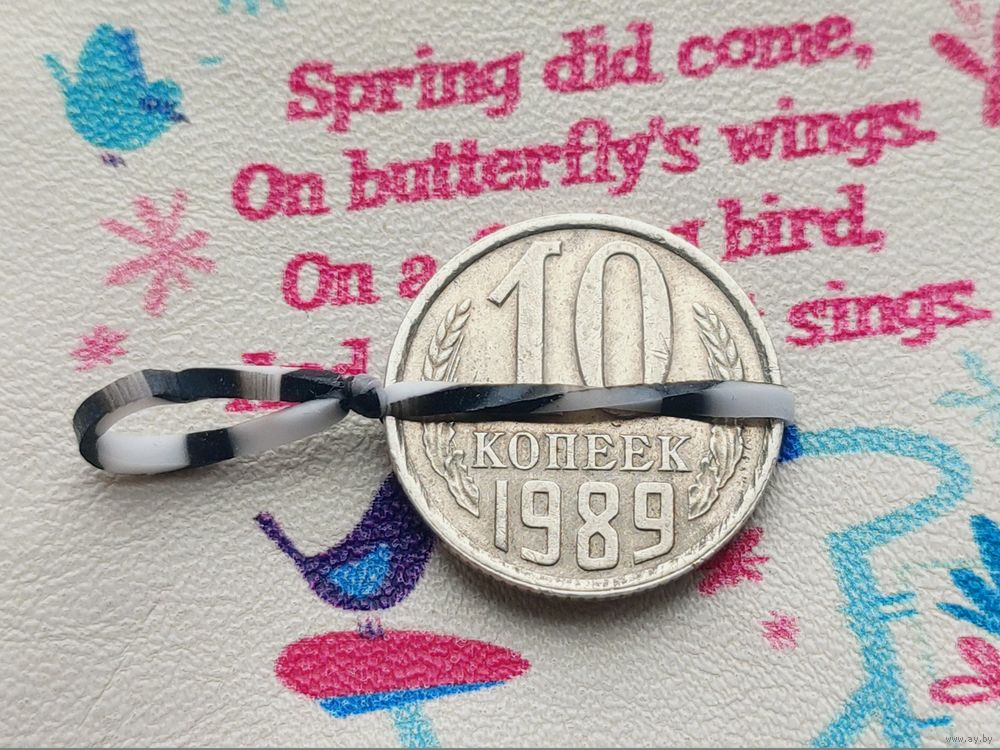 Spring did come,
On butterfly's wings.
On a bird,
sings.
10
КОПЕЕК
1989
www.ay.by